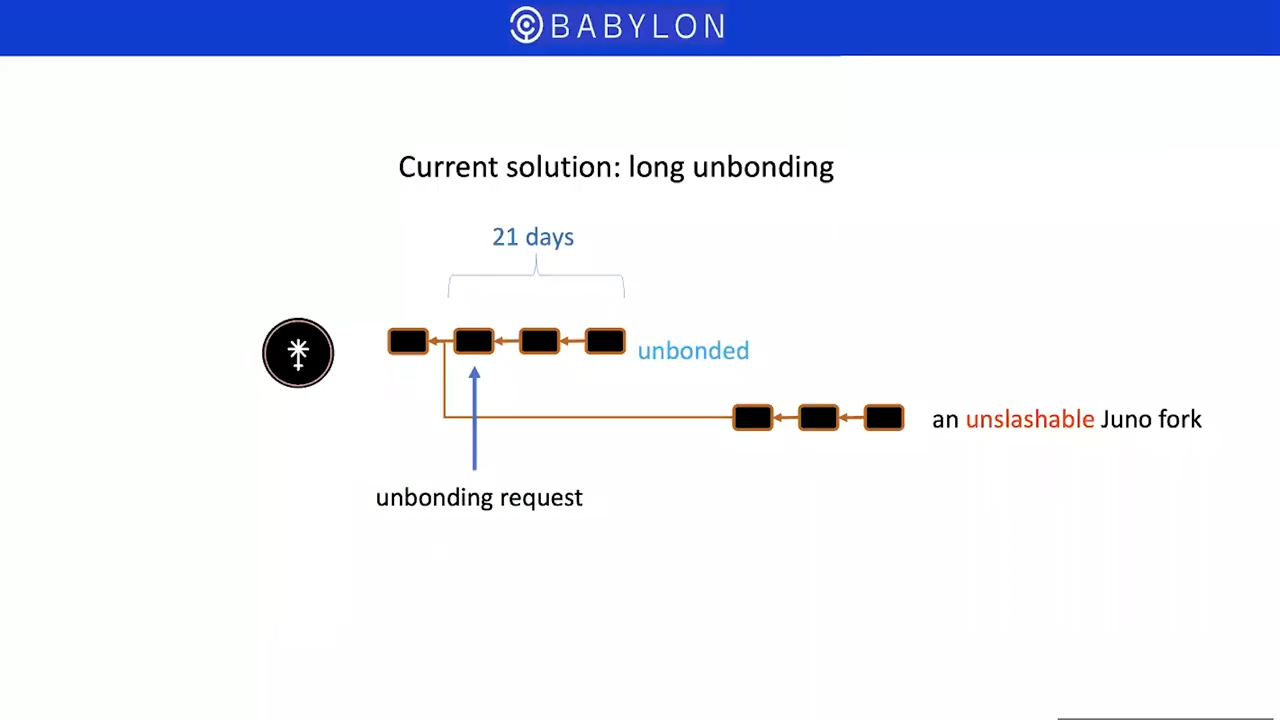 BABYLON
Current solution: long unbonding
21 days
unbonded
an unslashable Juno fork
unbonding request